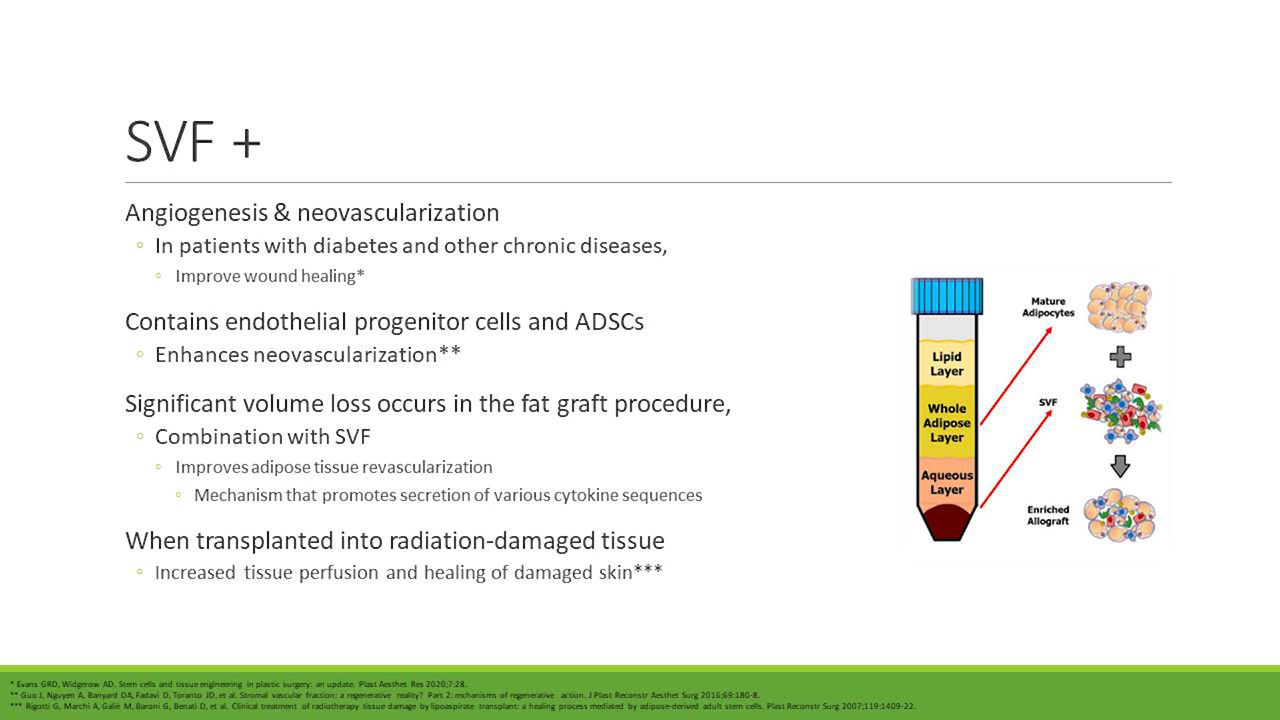 SVF +
Angiogenesis & neovascularization
◦ In patients with diabetes and other chronic diseases,
◦ Improve wound healing*
Contains endothelial progenitor cells and ADSCs
◦ Enhances neovascularization**
Significant volume loss occurs in the fat graft procedure,
◦ Combination with SVF
◦ Improves adipose tissue revascularization
◦ Mechanism that promotes secretion of various cytokine sequences
When transplanted into radiation-damaged tissue
◦ Increased tissue perfusion and healing of damaged skin***
Lipid
Layer
Whole
Adipose
Layer
Aqueous
Layer
Mature
Adipocytes
SVF
Enriched
Allograft
* Evans GRD, Widgerow AD. Stem cells and tissue engineering in plastic surgery: an update. Plast Aesthet Res 2020;7:28.
** Guo J, Nguyen A, Banyard DA, Fadavi D, Toranto JD, et al. Stromal vascular fraction: a regenerative reality? Part 2: mchanisms of regenerative action. J Plast Reconstr Aesthet Surg 2016;69:180-8.
*** Rigotti G, Marchi A, Galiè M, Baroni G, Benati D, et al. Clinical treatment of radiotherapy tissue damage by lipoaspirate transplant: a healing process mediated by adipose-derived adult stem cells. Plast Reconstr Surg 2007;119:1409-22.